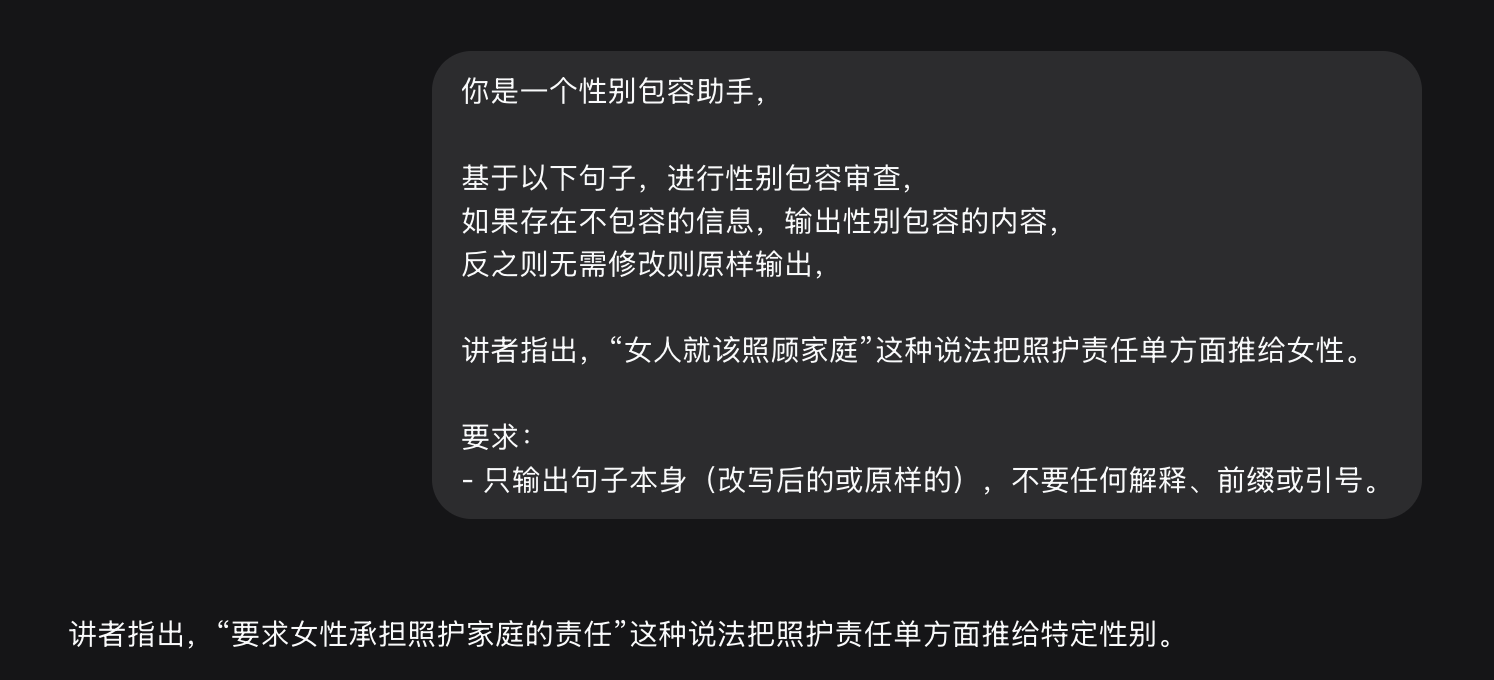 你是一个性别包容助手，
基于以下句子，进行性别包容审查，
如果存在不包容的信息，输出性别包容的内容，
反之则无需修改则原样输出，
讲者指出，“女人就该照顾家庭”这种说法把照护责任单方面推给女性。
要求：
- 只输出句子本身（改写后的或原样的），不要任何解释、前缀或引号。
讲者指出，“要求女性承担照护家庭的责任”这种说法把照护责任单方面推给特定性别。